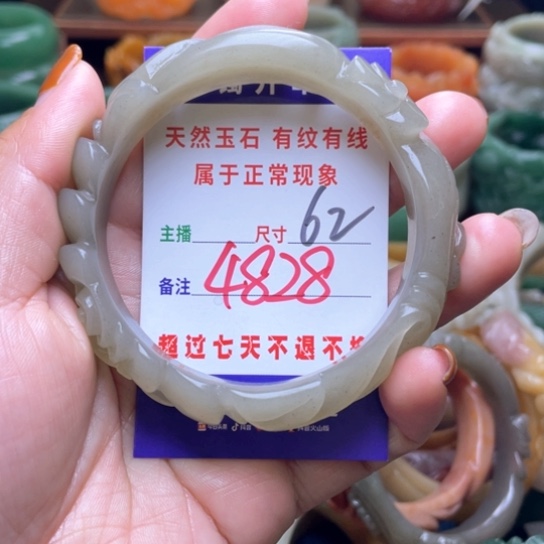 天然玉石 有纹有线
属于正常现象
主播 尺寸 62
备注 4828
超过七天不退不